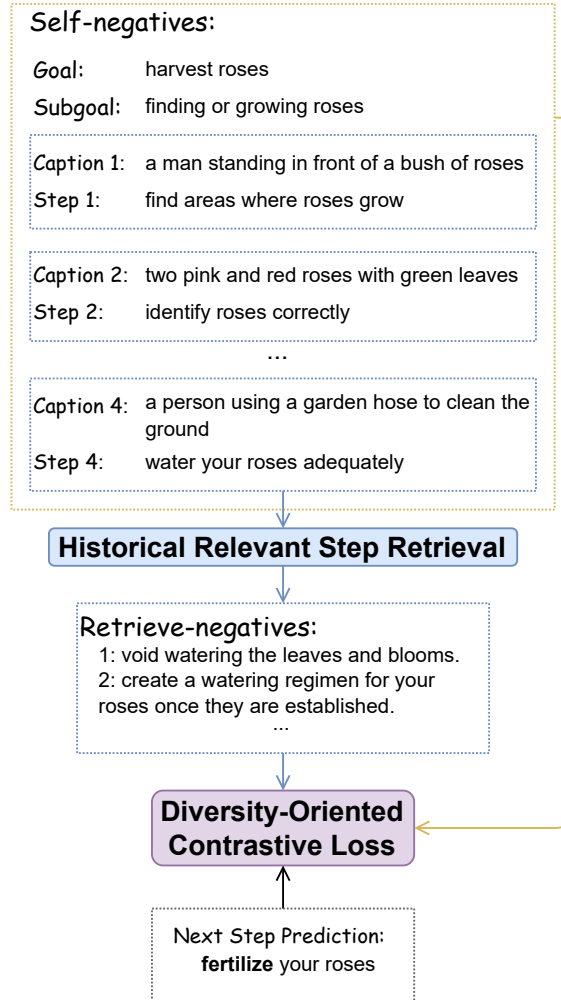 Self-negatives:
Goal: harvest roses
Subgoal: finding or growing roses
Caption 1: a man standing in front of a bush of roses
Step 1: find areas where roses grow
Caption 2: two pink and red roses with green leaves
Step 2: identify roses correctly
...
Caption 4: a person using a garden hose to clean the
ground
Step 4: water your roses adequately
Historical Relevant Step Retrieval
Retrieve-negatives:
1: void watering the leaves and blooms.
2: create a watering regimen for your
roses once they are established.
...
Diversity-Oriented
Contrastive Loss
Next Step Prediction:
fertilize your roses